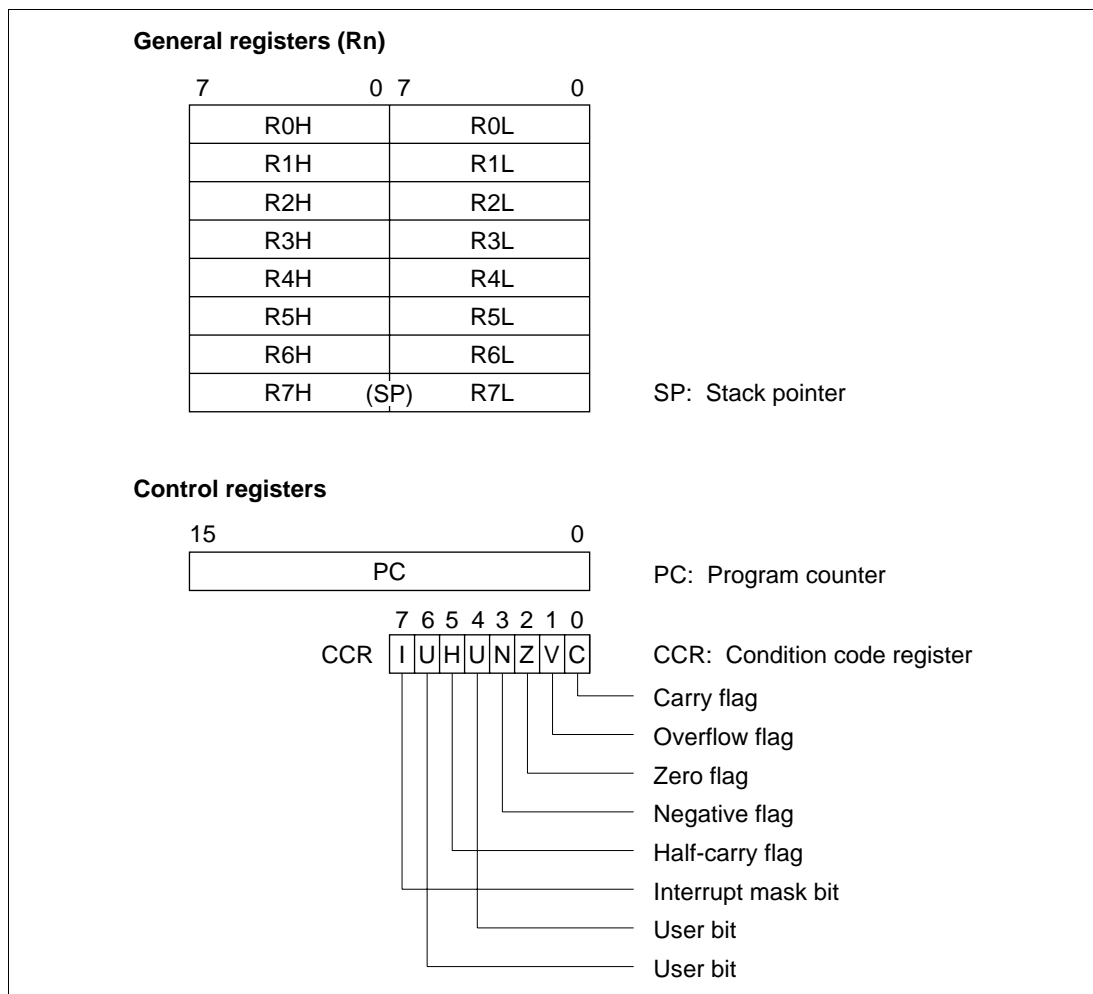 General registers (Rn)
7 0 7 0
R0H R0L
R1H R1L
R2H R2L
R3H R3L
R4H R4L
R5H R5L
R6H R6L
R7H (SP) R7L SP: Stack pointer
Control registers
15 0
PC PC: Program counter
7 6 5 4 3 2 1 0
CCR I U H U N Z V C CCR: Condition code register
Carry flag
Overflow flag
Zero flag
Negative flag
Half-carry flag
Interrupt mask bit
User bit
User bit